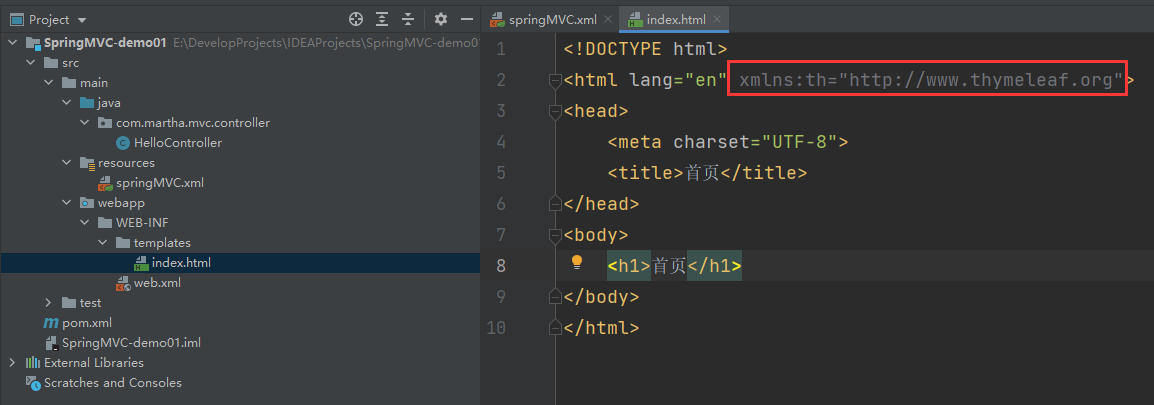 Project
SpringMVC-demo01 E:\DevelopProjects\IDEAProjects\SpringMVC-demo01
src
main
java
com.martha.mvc.controller
HelloController
resources
springMVC.xml
webapp
WEB-INF
templates
index.html
web.xml
test
pom.xml
SpringMVC-demo01.iml
External Libraries
Scratches and Consoles
springMVC.xml
index.html
1 <!DOCTYPE html>
2 <html lang="en" xmlns:th="http://www.thymeleaf.org">
3 <head>
4 <meta charset="UTF-8">
5 <title>首页</title>
6 </head>
7 <body>
8 <h1>首页</h1>
9 </body>
10 </html>